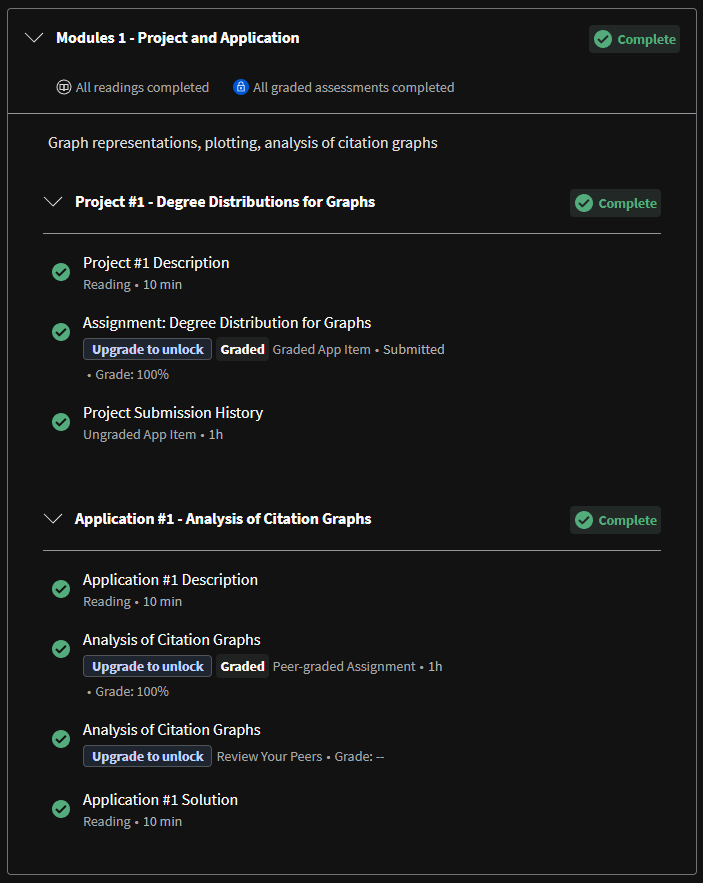 Modules 1 - Project and Application
Complete
All readings completed
All graded assessments completed
Graph representations, plotting, analysis of citation graphs
Project #1 - Degree Distributions for Graphs
Complete
Project #1 Description
Reading • 10 min
Assignment: Degree Distribution for Graphs
Upgrade to unlock Graded Graded App Item • Submitted
• Grade: 100%
Project Submission History
Ungraded App Item • 1h
Application #1 - Analysis of Citation Graphs
Complete
Application #1 Description
Reading • 10 min
Analysis of Citation Graphs
Upgrade to unlock Graded Peer-graded Assignment • 1h
• Grade: 100%
Analysis of Citation Graphs
Upgrade to unlock Review Your Peers • Grade: --
Application #1 Solution
Reading • 10 min